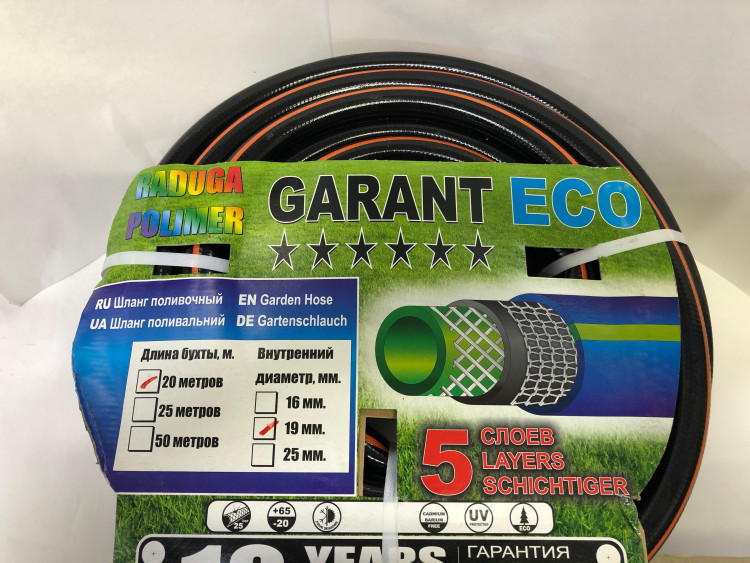 RADUGA
POLIMER
GARANT ECO
RU Шланг поливочный
UA Шланг поливальний
EN Garden Hose
DE Gartenschlauch
Длина бухты, м.
20 метров
25 метров
50 метров
Внутренний
диаметр, мм.
16 мм.
19 мм.
25 мм.
5 СЛОЕВ
LAYERS
SCHICHTIGER
25
+65
-20
CADMIUM
BARIUM
FREE
UV
PROTECTED
ECO
YEARS
ГАРАНТИЯ